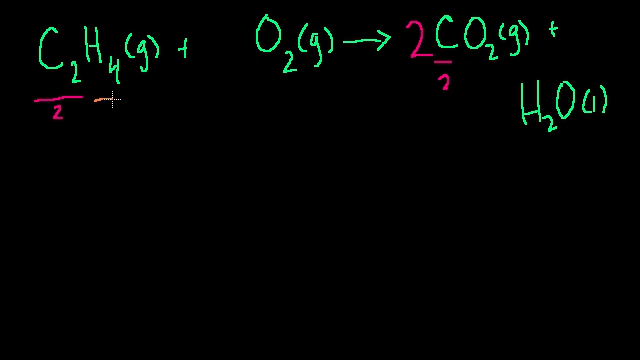 C₂H₄(g) + O₂(g) → 2CO₂(g) +
2 2
H₂O(l)